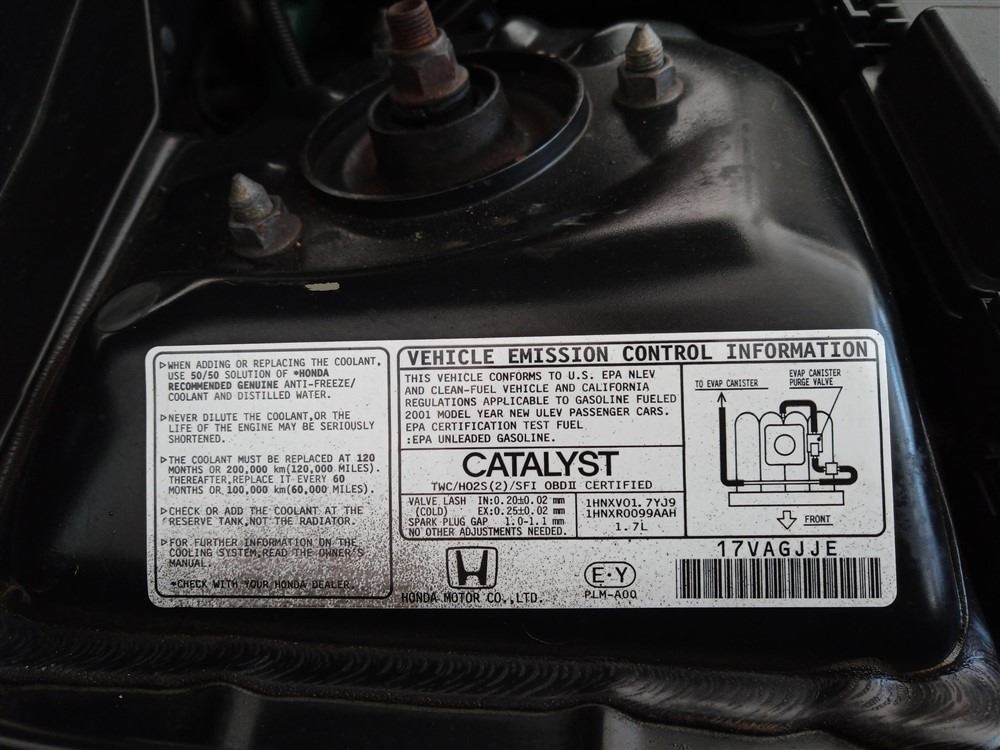 ▷WHEN ADDING OR REPLACING THE COOLANT,
USE 50/50 SOLUTION OF *HONDA
RECOMMENDED GENUINE ANTI-FREEZE/
COOLANT AND DISTILLED WATER.
▷NEVER DILUTE THE COOLANT,OR THE
LIFE OF THE ENGINE MAY BE SERIOUSLY
SHORTENED.
▷THE COOLANT MUST BE REPLACED AT 120
MONTHS OR 200,000 km(120,000 MILES).
THEREAFTER,REPLACE IT EVERY 60
MONTHS OR 100,000 km(60,000 MILES).
▷CHECK OR ADD THE COOLANT AT THE
RESERVE TANK,NOT THE RADIATOR.
▷FOR FURTHER INFORMATION ON THE
COOLING SYSTEM,READ THE OWNER'S
MANUAL.
*CHECK WITH YOUR HONDA DEALER.
VEHICLE EMISSION CONTROL INFORMATION
THIS VEHICLE CONFORMS TO U.S. EPA NLEV
AND CLEAN-FUEL VEHICLE AND CALIFORNIA
REGULATIONS APPLICABLE TO GASOLINE FUELED
2001 MODEL YEAR NEW ULEV PASSENGER CARS.
EPA CERTIFICATION TEST FUEL
:EPA UNLEADED GASOLINE.
CATALYST
TWC/HO2S(2)/SFI OBDII CERTIFIED
VALVE LASH IN:0.20±0.02 mm
(COLD) EX:0.25±0.02 mm
SPARK PLUG GAP 1.0-1.1 mm
NO OTHER ADJUSTMENTS NEEDED.
1HNXV01.7YJ9
1HNXR0099AAH
1.7L
TO EVAP CANISTER
EVAP CANISTER
PURGE VALVE
FRONT
HONDA MOTOR CO.,LTD.
E·Y
PLM-A00
17VAGJJE